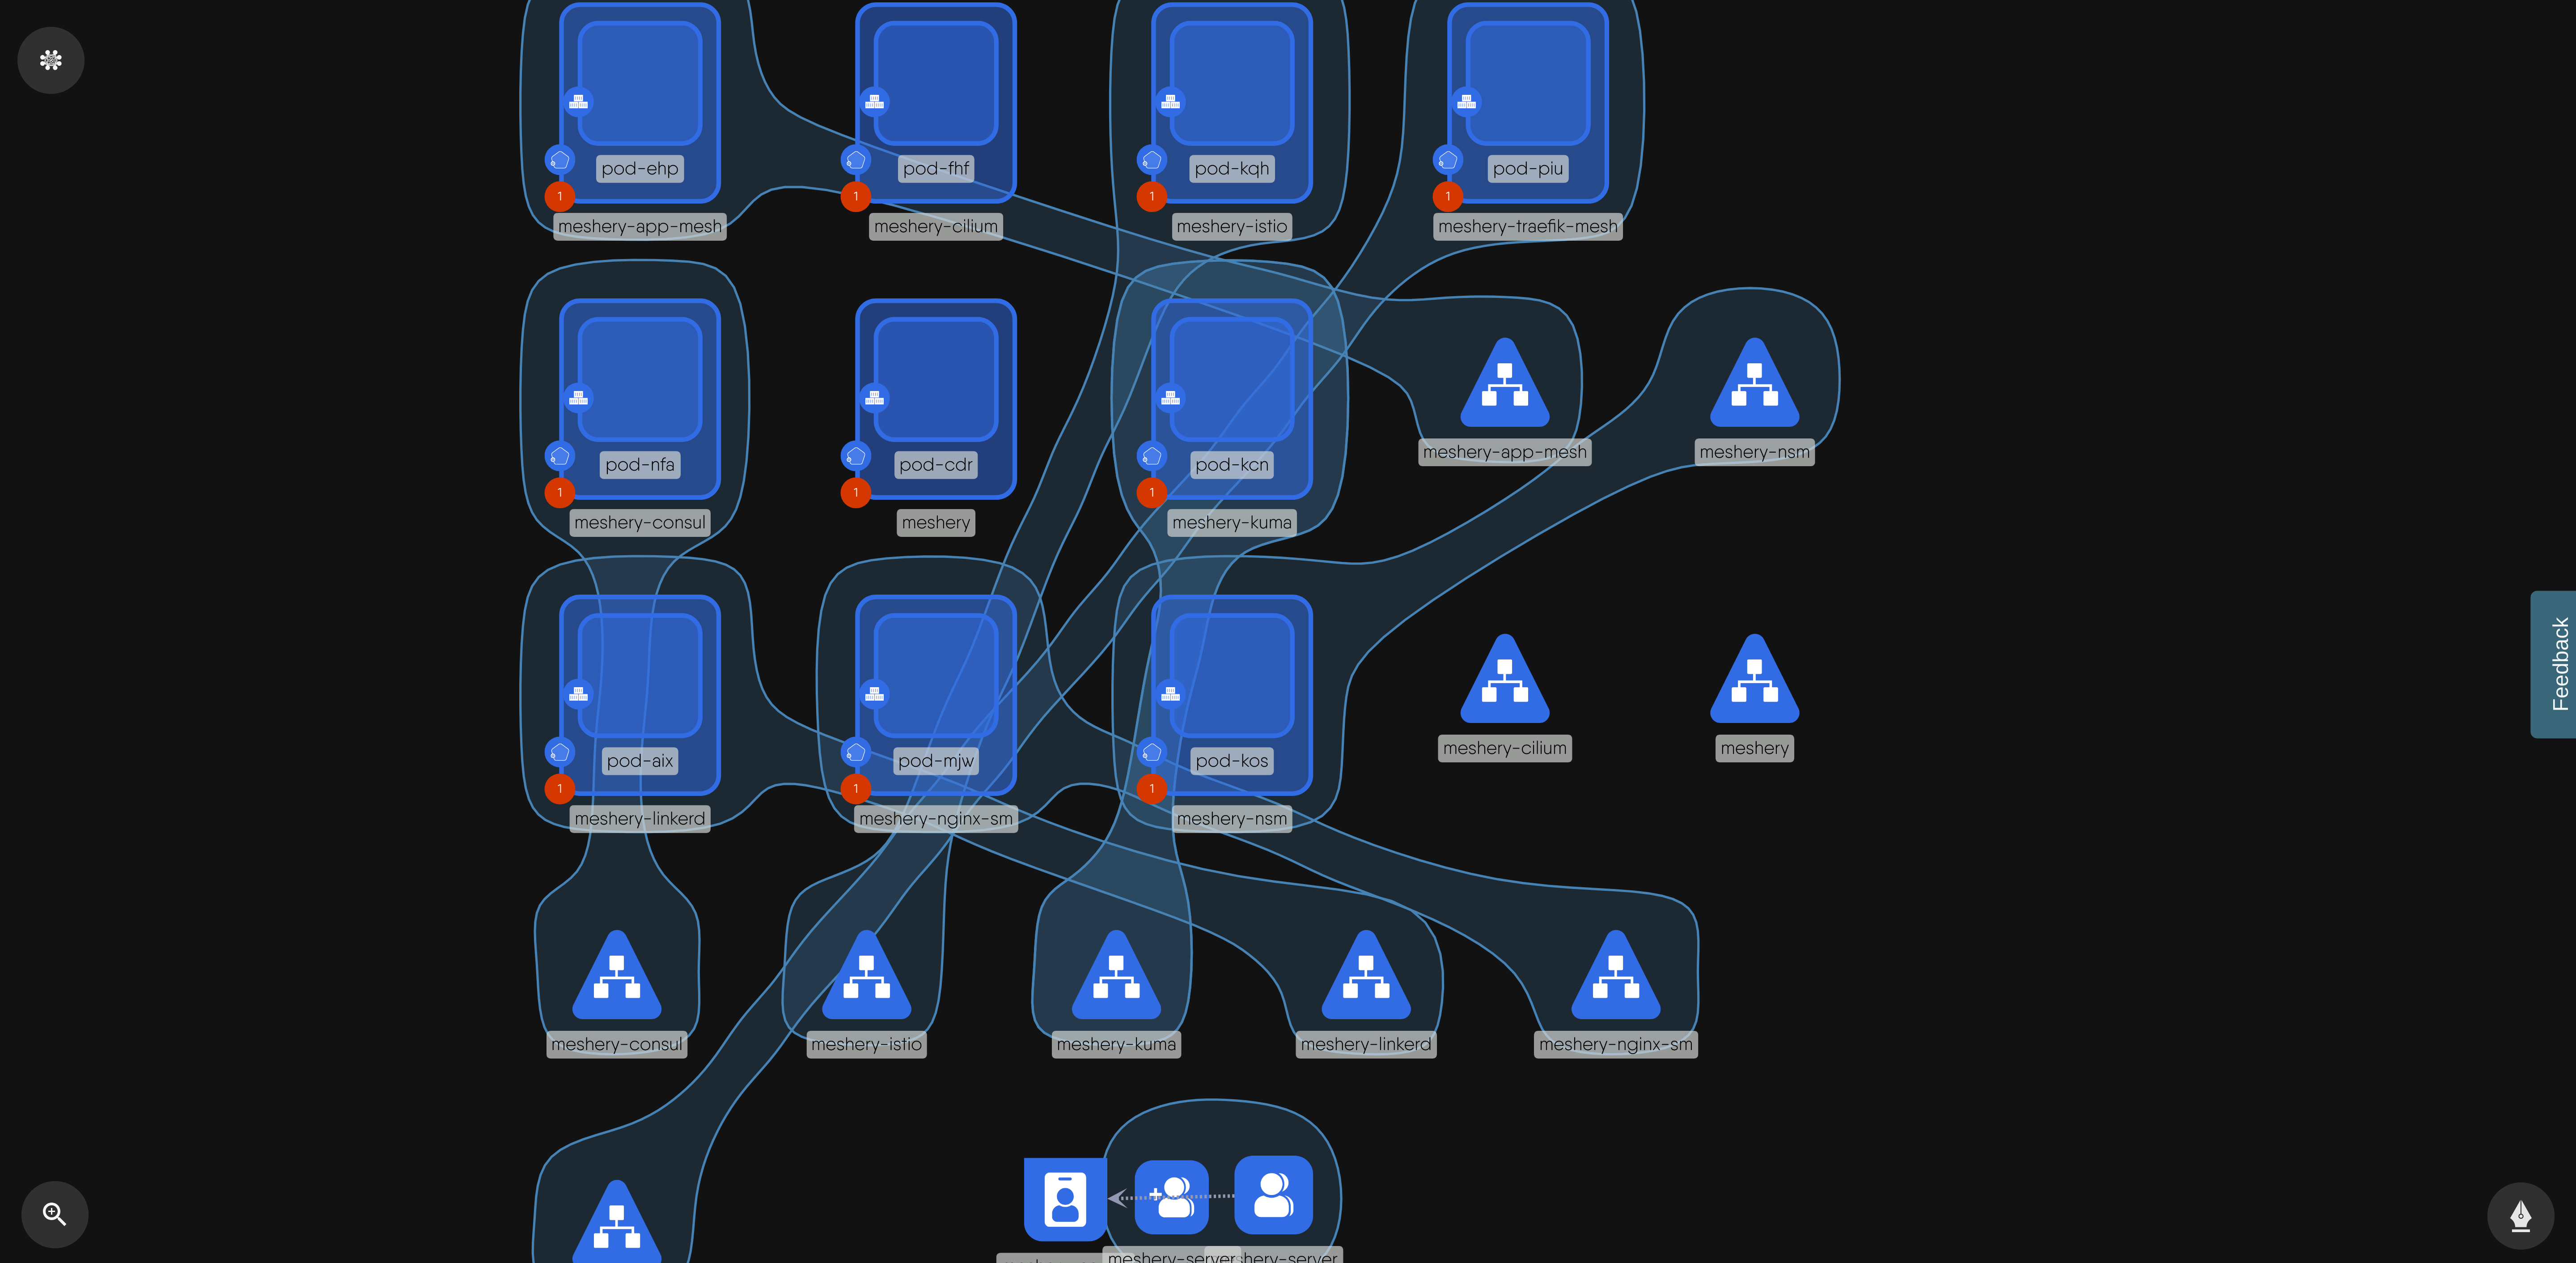 pod-ehp
pod-fhf
pod-kqh
pod-piu
1
1
1
1
meshery-app-mesh
meshery-cilium
meshery-istio
meshery-traefik-mesh
pod-nfa
pod-cdr
pod-kcn
meshery-app-mesh
meshery-nsm
1
1
1
meshery-consul
meshery
meshery-kuma
Feedback
pod-aix
pod-mjw
pod-kos
meshery-cilium
meshery
1
1
1
meshery-linkerd
meshery-nginx-sm
meshery-nsm
meshery-consul
meshery-istio
meshery-kuma
meshery-linkerd
meshery-nginx-sm
meshery-server